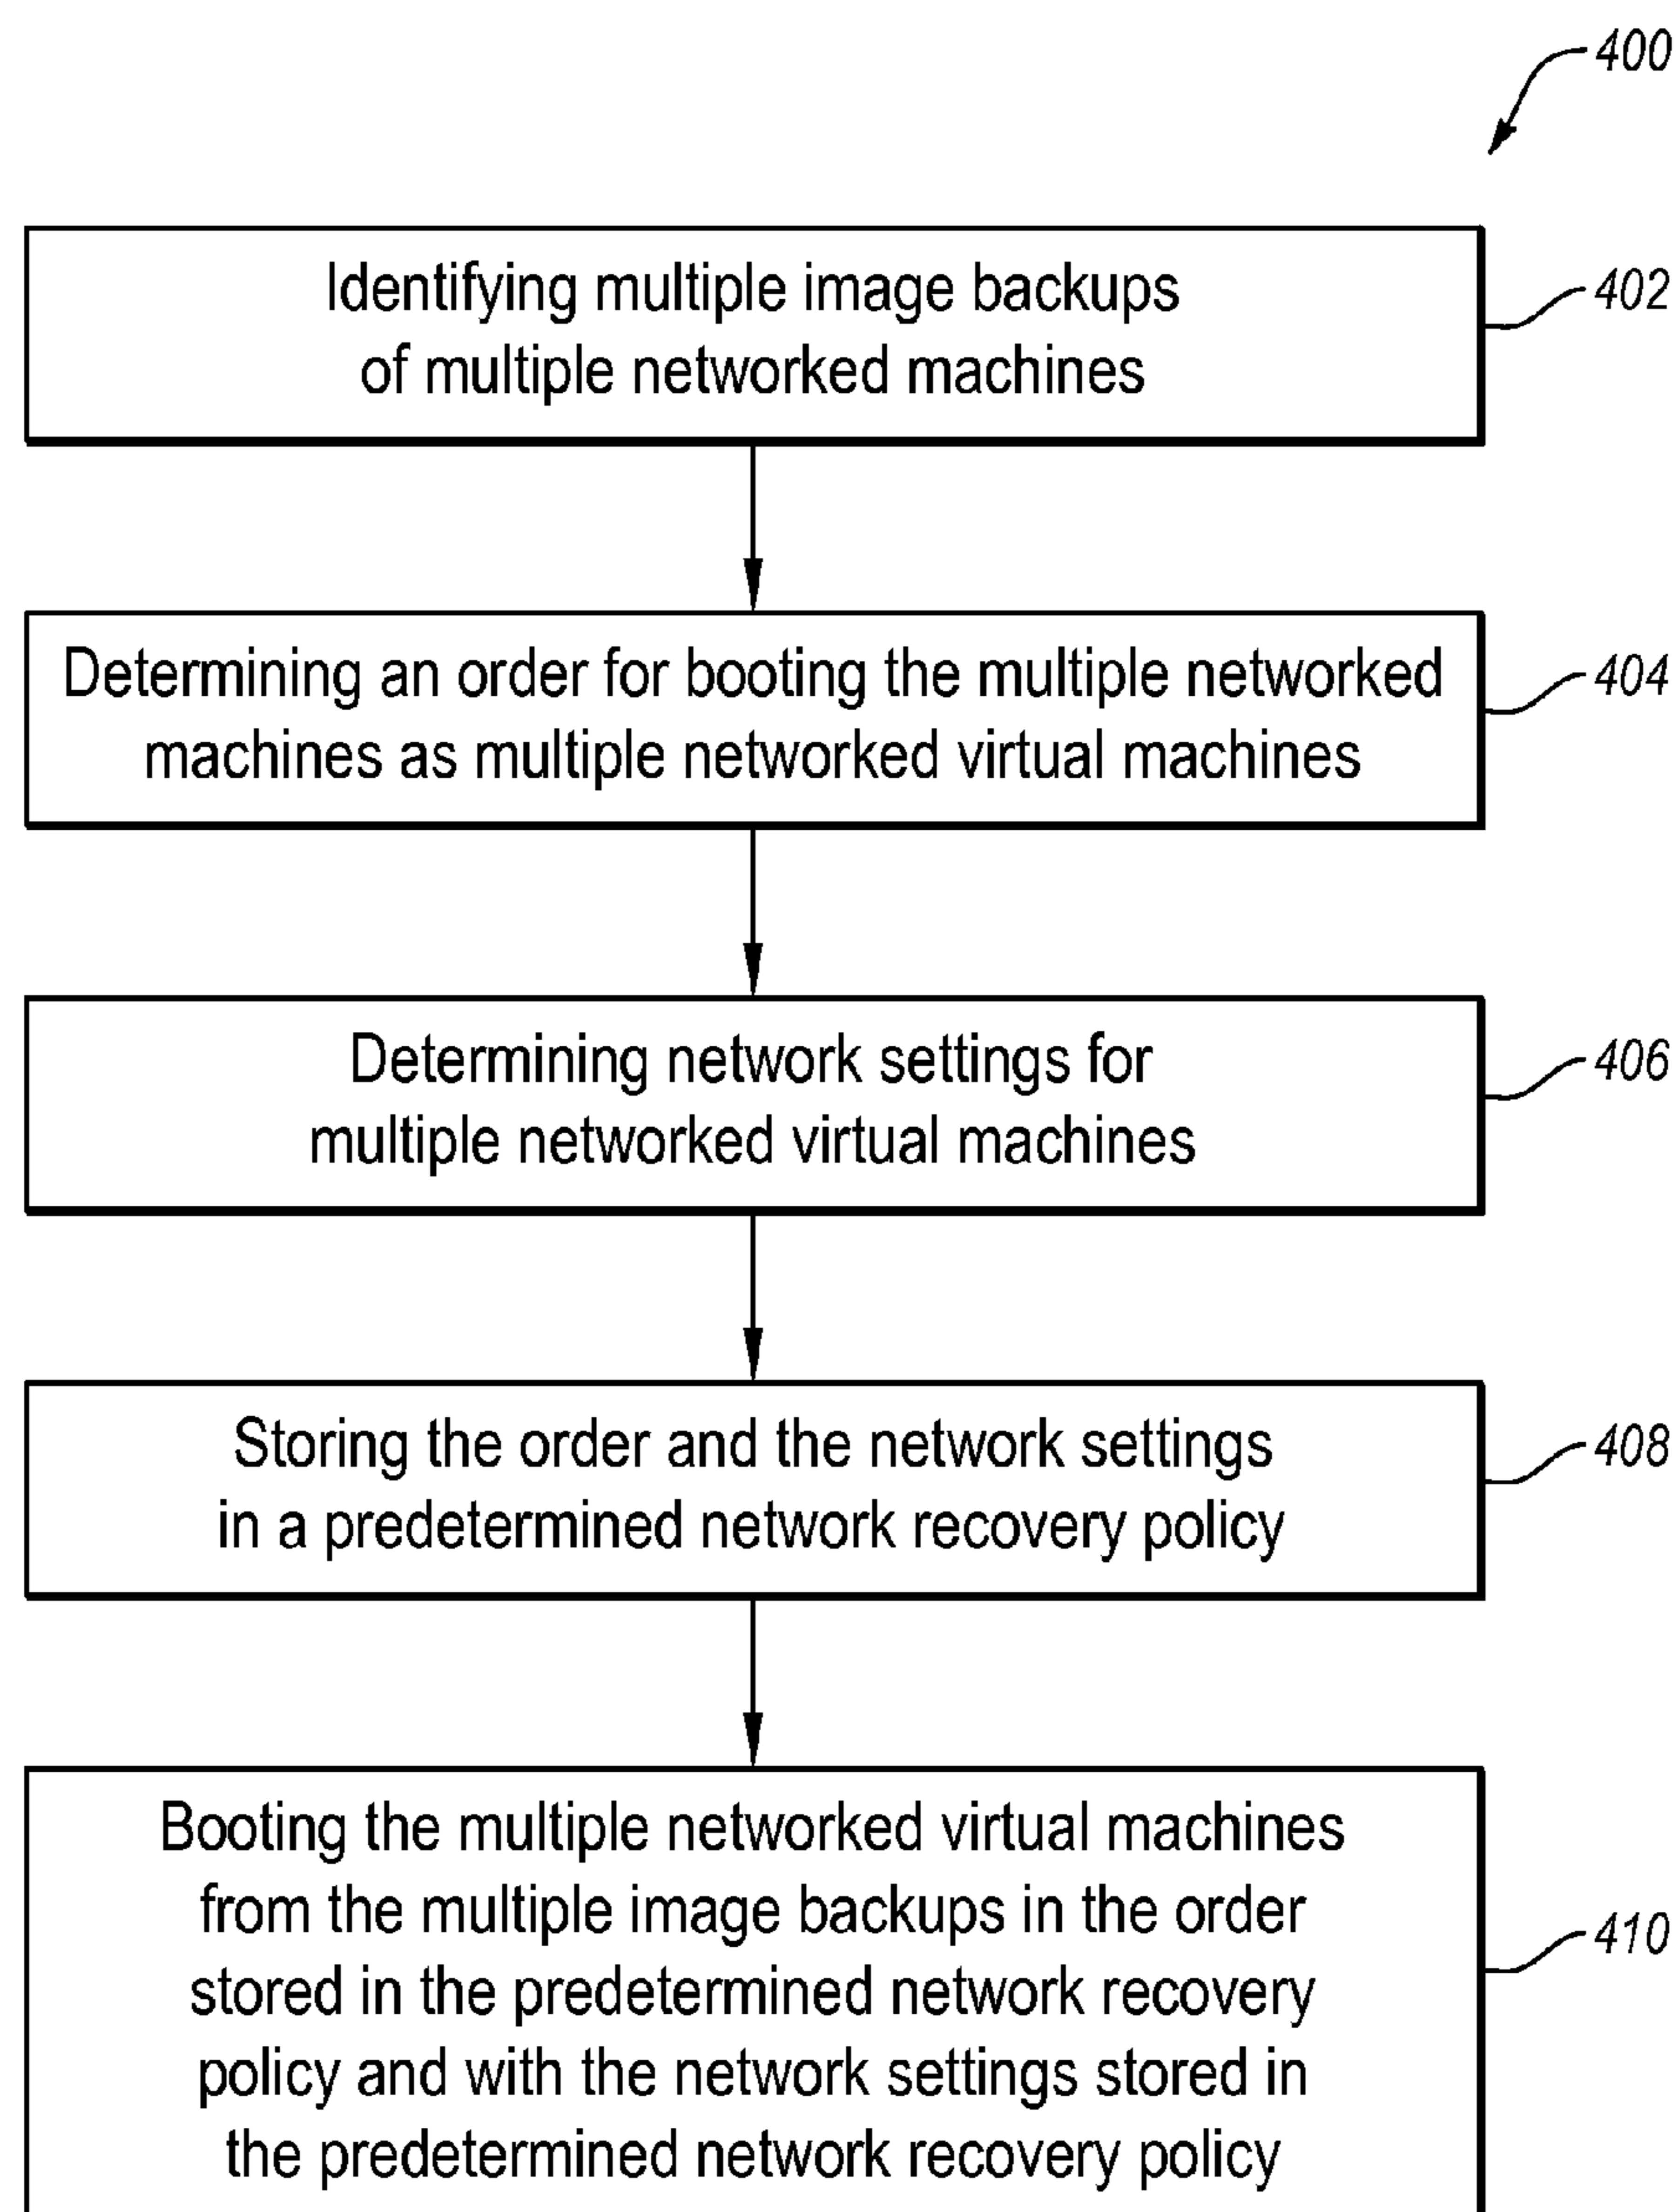 400
Identifying multiple image backups
of multiple networked machines
402
Determining an order for booting the multiple networked
machines as multiple networked virtual machines
404
Determining network settings for
multiple networked virtual machines
406
Storing the order and the network settings
in a predetermined network recovery policy
408
Booting the multiple networked virtual machines
from the multiple image backups in the order
stored in the predetermined network recovery
policy and with the network settings stored in
the predetermined network recovery policy
410